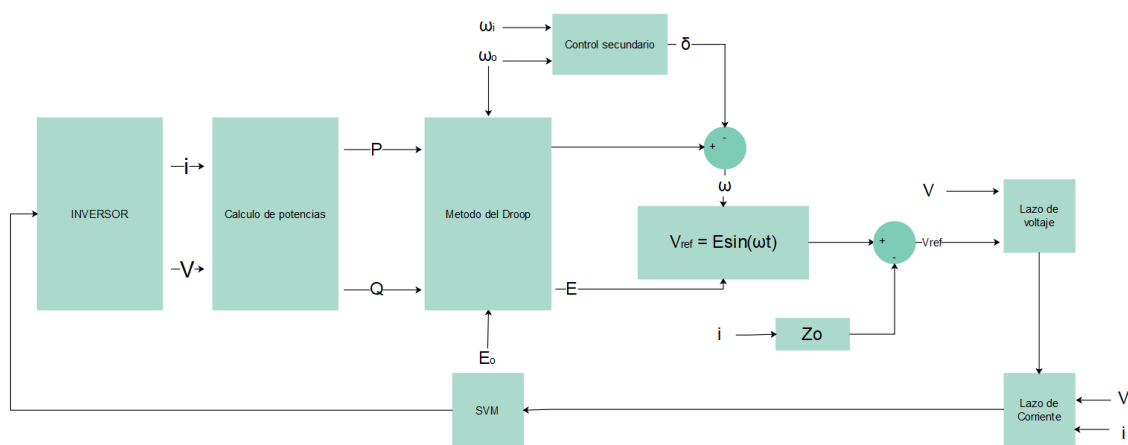 ωi
ωo
Control secundario
δ
-
+
ω
INVERSOR
i
V
Calculo de potencias
P
Q
Metodo del Droop
E
Eo
Vref = Esin(ωt)
+
-
Vref
i
Zo
V
Lazo de
voltaje
SVM
Lazo de
Corriente
V
i